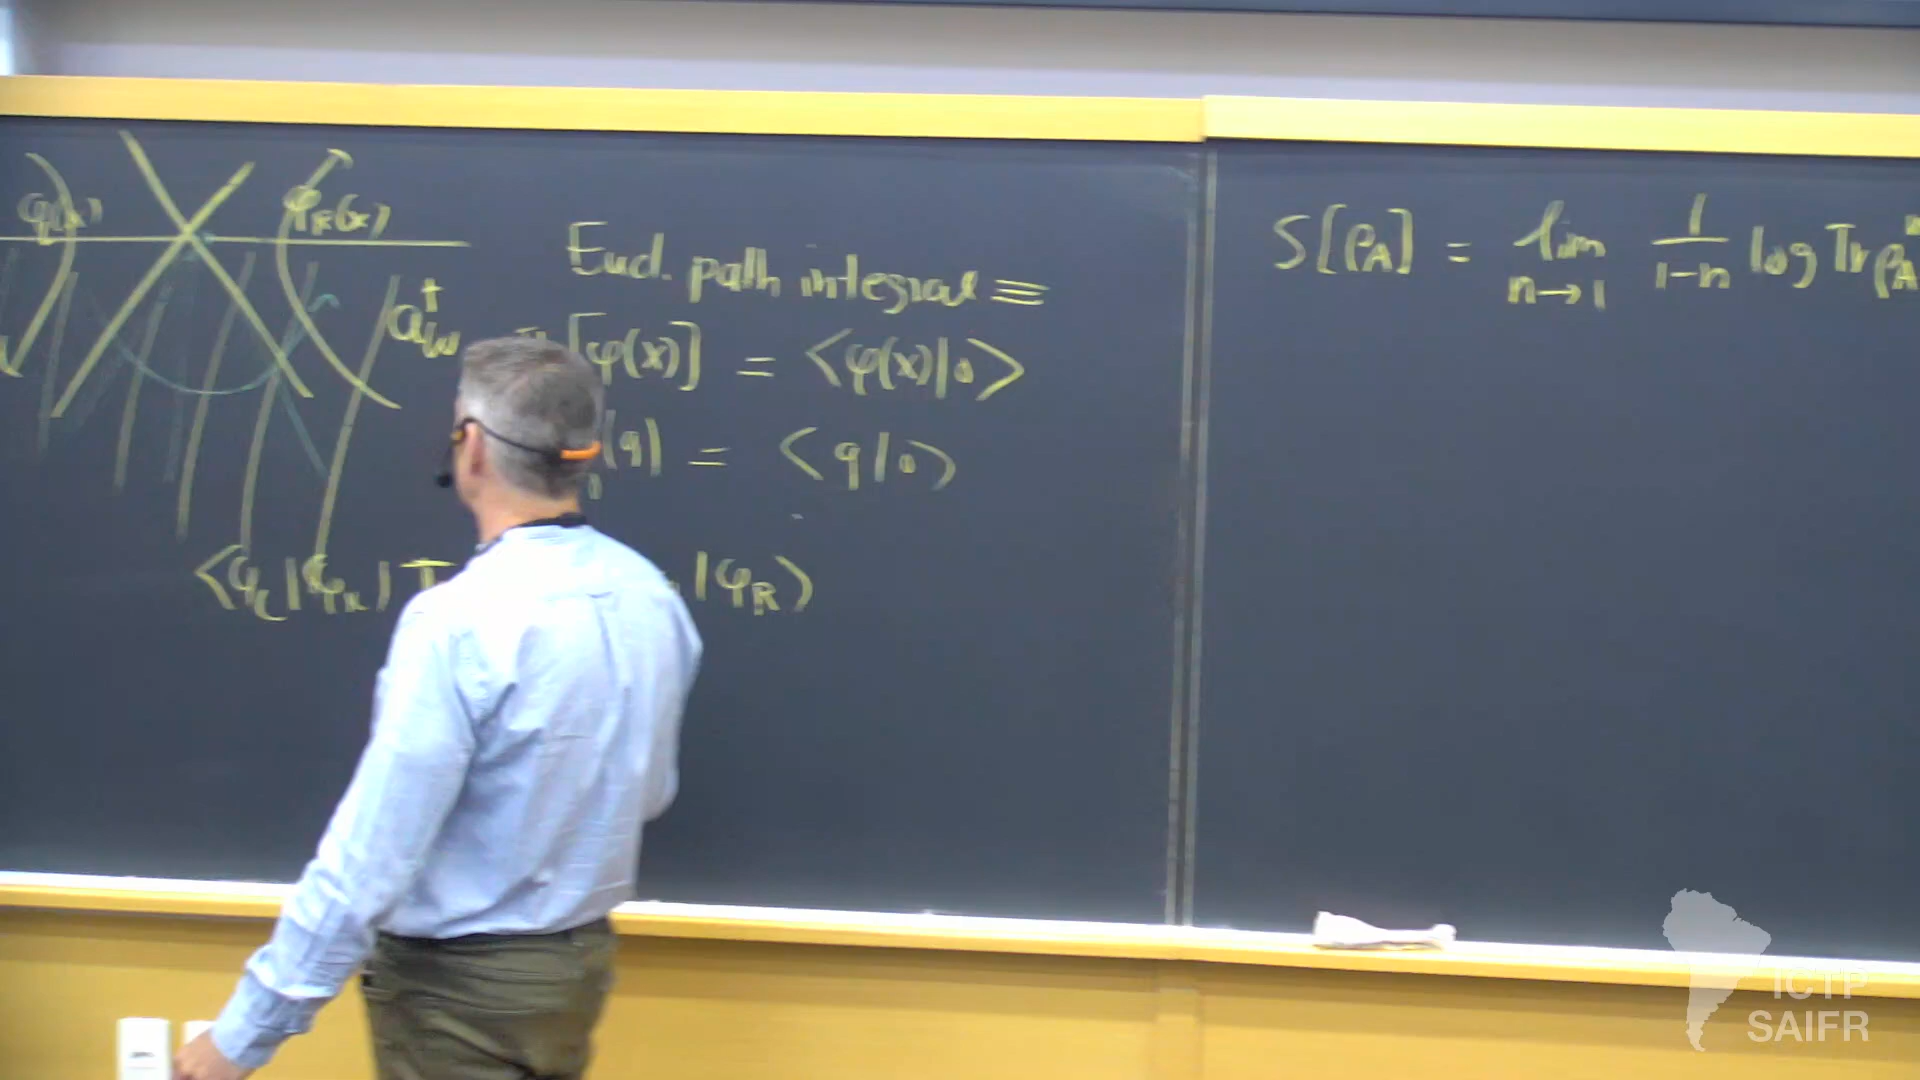 φ_R(x)
a†_ω
Eucl. path integral ≡
[φ(x)] = <φ(x)|0>
(q) = <q|0>
<φ_L|<φ_R| T |φ_R>
S[ρ_A] = lim_{n→1} 1/(1-n) log Tr ρ_A^n
ICTP
SAIFR